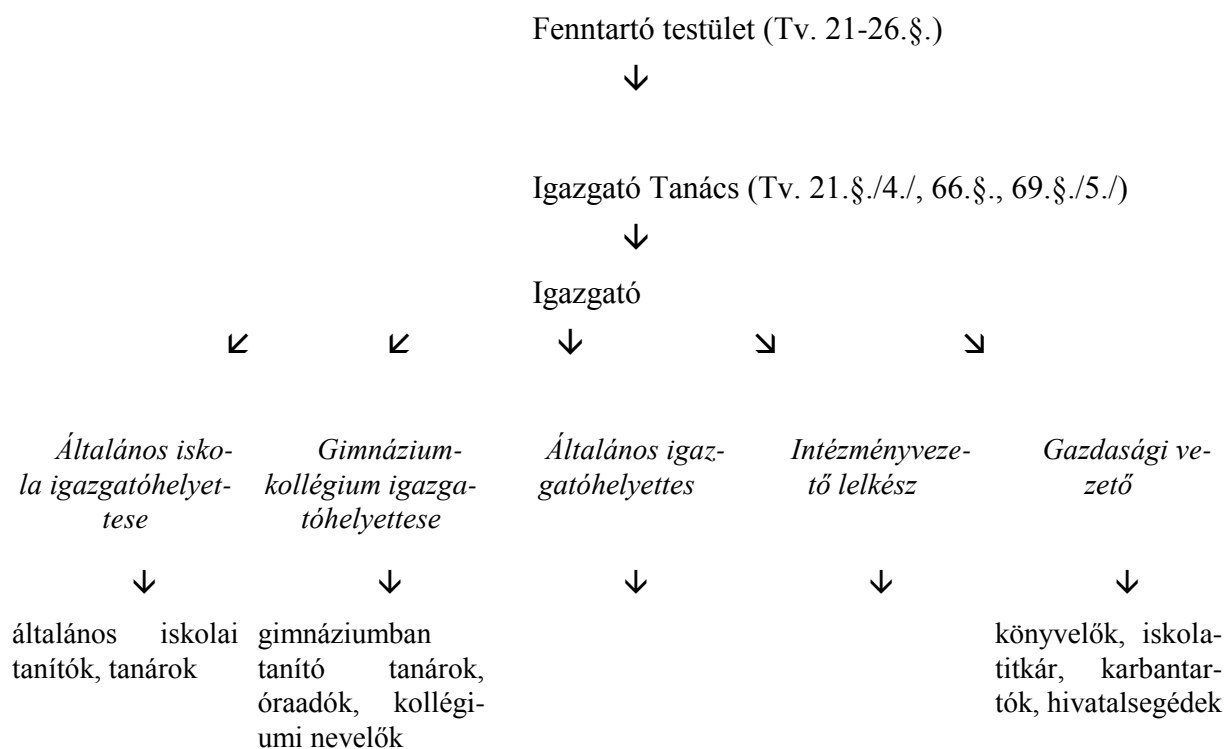 Fenntartó testület (Tv. 21-26.§.)
↓
Igazgató Tanács (Tv. 21.§./4./, 66.§., 69.§./5./)
↓
Igazgató
↙ ↙ ↓ ↘ ↘
Általános isko-
la igazgatóhelyet-
tese
Gimnázium-
kollégium igazga-
tóhelyettese
Általános igaz-
gatóhelyettes
Intézményveze-
tő lelkész
Gazdasági ve-
zető
↓ ↓ ↓ ↓ ↓
általános iskolai
tanítók, tanárok
gimnáziumban
tanító tanárok,
óraadók, kollégi-
umi nevelők
könyvelők, iskola-
titkár, karbantar-
tók, hivatalsegédek